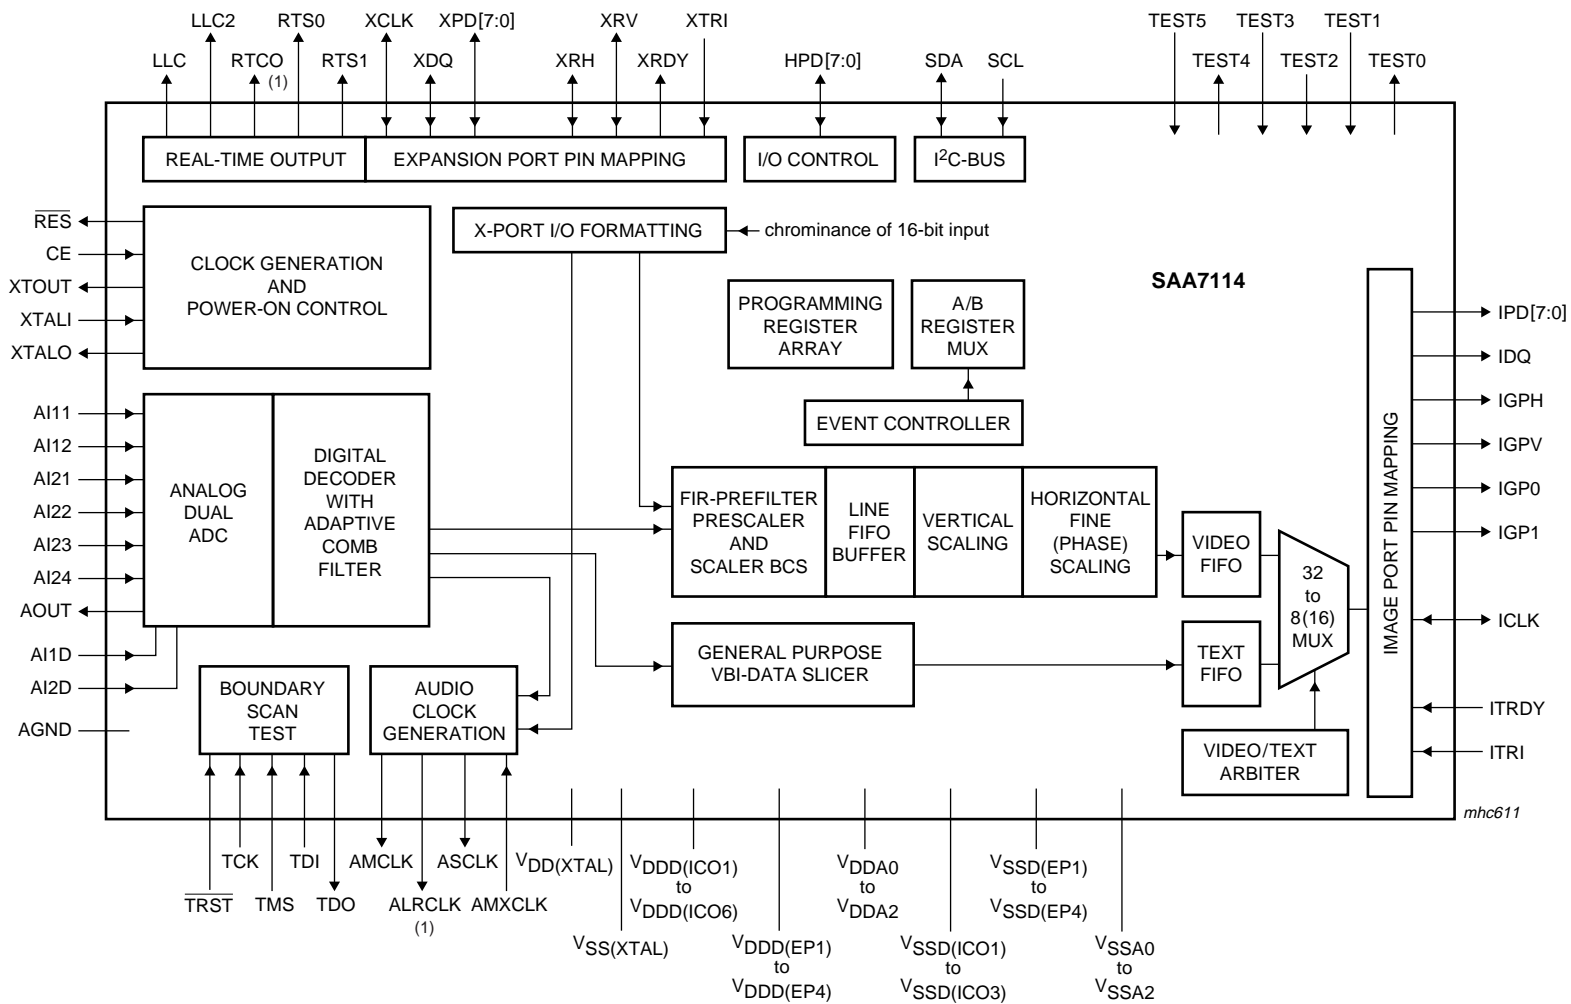 LLC2 RTS0 XCLK XPD[7:0] XRV XTRI TEST5 TEST3 TEST1
LLC RTCO RTS1 XDQ XRH XRDY HPD[7:0] SDA SCL TEST4 TEST2 TEST0
(1)
REAL-TIME OUTPUT
EXPANSION PORT PIN MAPPING
I/O CONTROL
I2C-BUS
RES
CE
XTOUT
XTALI
XTALO
CLOCK GENERATION
AND
POWER-ON CONTROL
X-PORT I/O FORMATTING
chrominance of 16-bit input
SAA7114
PROGRAMMING
REGISTER
ARRAY
A/B
REGISTER
MUX
EVENT CONTROLLER
AI11
AI12
AI21
AI22
AI23
AI24
AOUT
AI1D
AI2D
AGND
ANALOG
DUAL
ADC
DIGITAL
DECODER
WITH
ADAPTIVE
COMB
FILTER
FIR-PREFILTER
PRESCALER
AND
SCALER BCS
LINE
FIFO
BUFFER
VERTICAL
SCALING
HORIZONTAL
FINE
(PHASE)
SCALING
VIDEO
FIFO
32
to
8(16)
MUX
IMAGE PORT PIN MAPPING
IPD[7:0]
IDQ
IGPH
IGPV
IGP0
IGP1
ICLK
ITRDY
ITRI
GENERAL PURPOSE
VBI-DATA SLICER
TEXT
FIFO
VIDEO/TEXT
ARBITER
BOUNDARY
SCAN
TEST
AUDIO
CLOCK
GENERATION
mhc611
TCK TDI AMCLK ASCLK
TRST TMS TDO ALRCLK AMXCLK
(1)
VDD(XTAL)
VSS(XTAL)
VDDD(ICO1)
to
VDDD(ICO6)
VDDD(EP1)
to
VDDD(EP4)
VDDA0
to
VDDA2
VSSD(ICO1)
to
VSSD(ICO3)
VSSD(EP1)
to
VSSD(EP4)
VSSA0
to
VSSA2